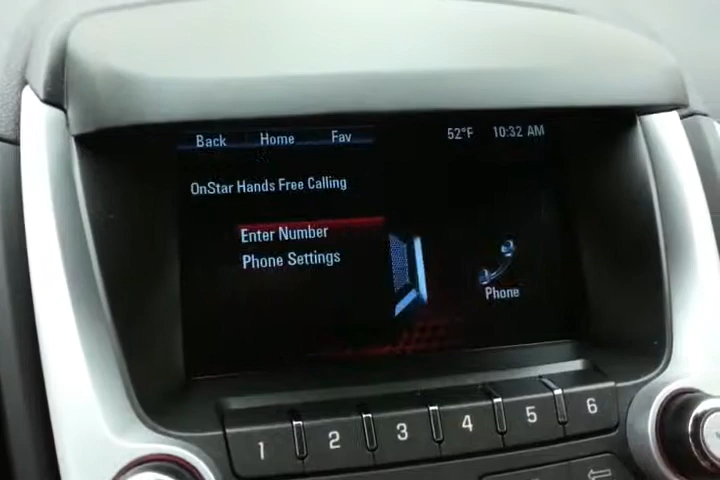 Back Home Fav 52°F 10:32 AM
OnStar Hands Free Calling
Enter Number
Phone Settings
Phone
1 2 3 4 5 6